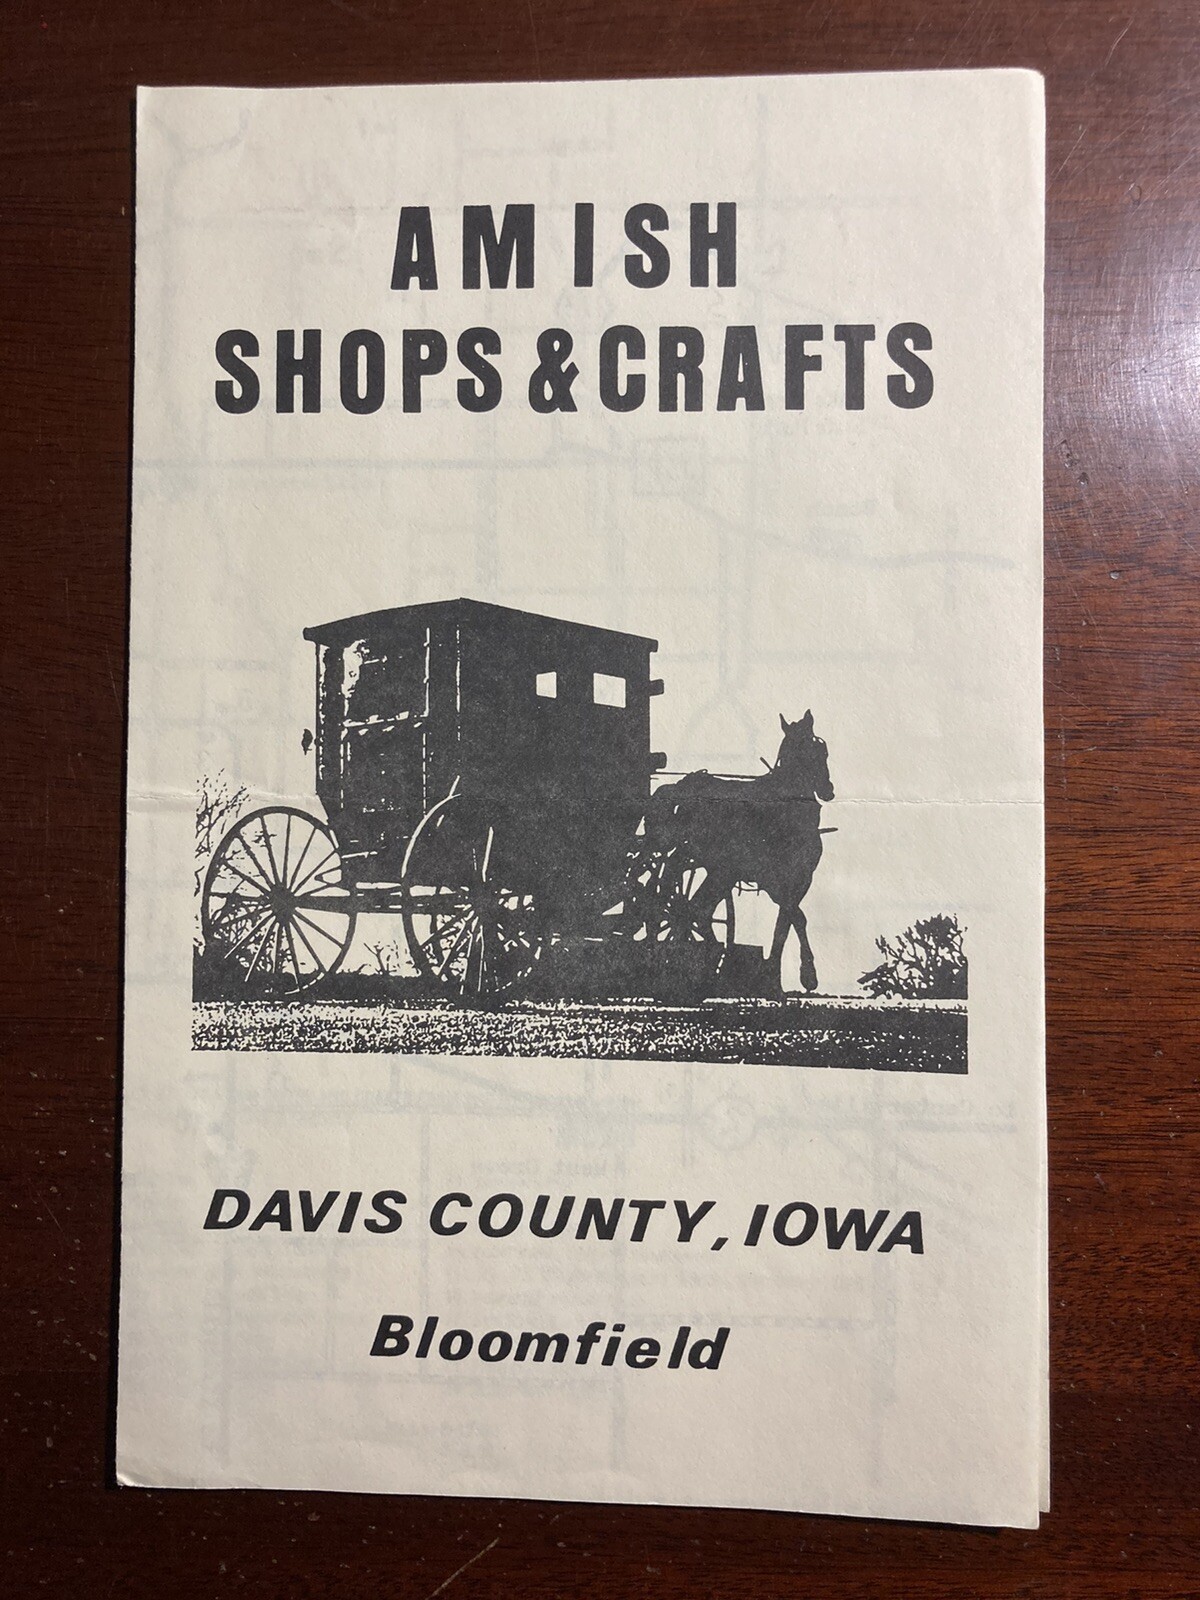 AMISH
SHOPS & CRAFTS
DAVIS COUNTY, IOWA
Bloomfield